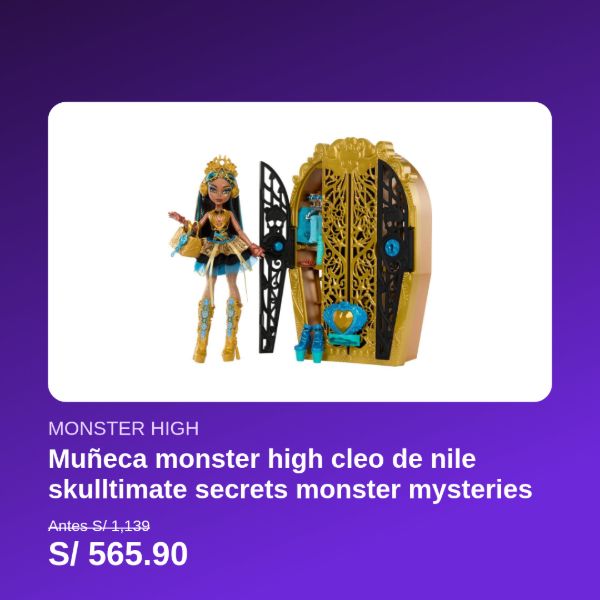 MONSTER HIGH
Muñeca monster high cleo de nile
skulltimate secrets monster mysteries
Antes S/ 1,139
S/ 565.90